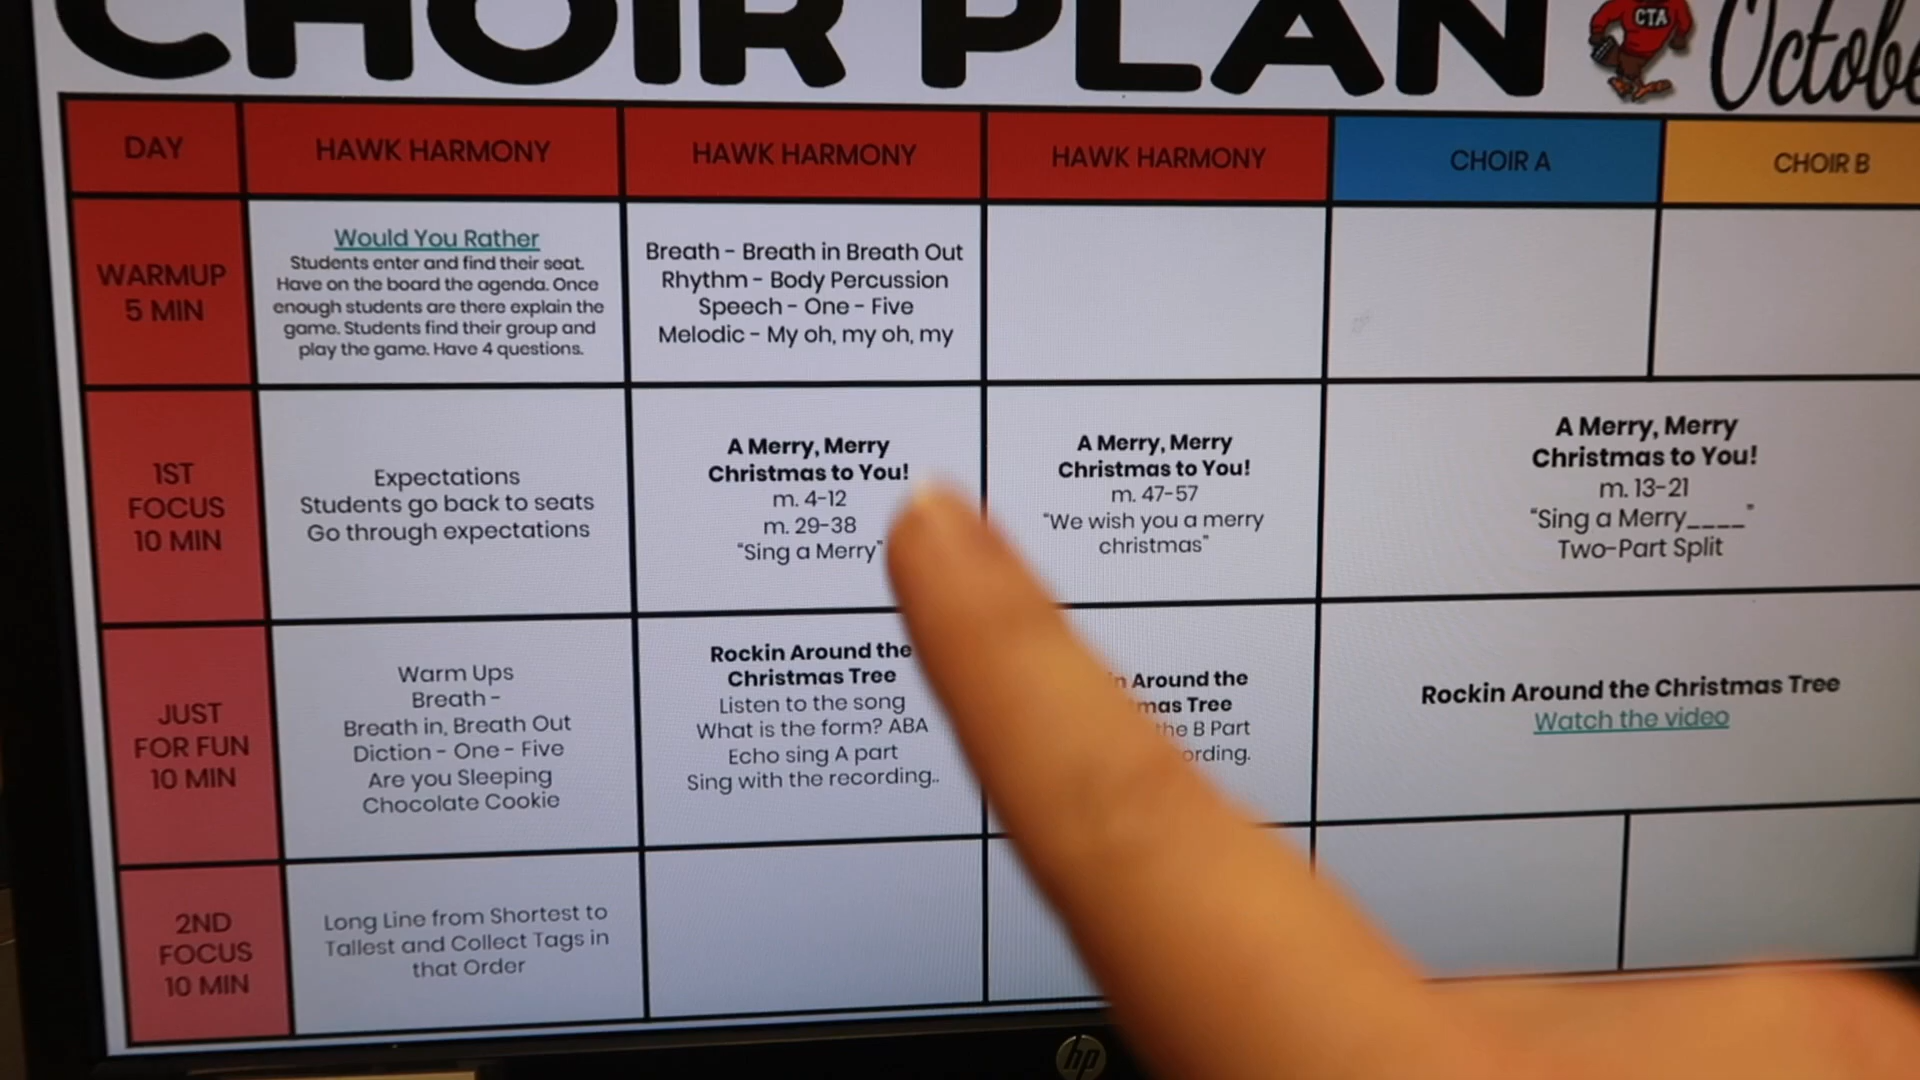 CHOIR PLAN
CTA
DAY
HAWK HARMONY
HAWK HARMONY
HAWK HARMONY
CHOIR A
CHOIR B
WARMUP
5 MIN
Would You Rather
Students enter and find their seat.
Have on the board the agenda. Once
enough students are there explain the
game. Students find their group and
play the game. Have 4 questions.
Breath - Breath in Breath Out
Rhythm - Body Percussion
Speech - One - Five
Melodic - My oh, my oh, my
1ST
FOCUS
10 MIN
Expectations
Students go back to seats
Go through expectations
A Merry, Merry
Christmas to You!
m. 4-12
m. 29-38
“Sing a Merry”
A Merry, Merry
Christmas to You!
m. 47-57
“We wish you a merry
christmas”
A Merry, Merry
Christmas to You!
m. 13-21
“Sing a Merry____”
Two-Part Split
JUST
FOR FUN
10 MIN
Warm Ups
Breath -
Breath in, Breath Out
Diction - One - Five
Are you Sleeping
Chocolate Cookie
Rockin Around the
Christmas Tree
Listen to the song
What is the form? ABA
Echo sing A part
Sing with the recording..
Around the
Tree
the B Part
Rockin Around the Christmas Tree
Watch the video
2ND
FOCUS
10 MIN
Long Line from Shortest to
Tallest and Collect Tags in
that Order
hp